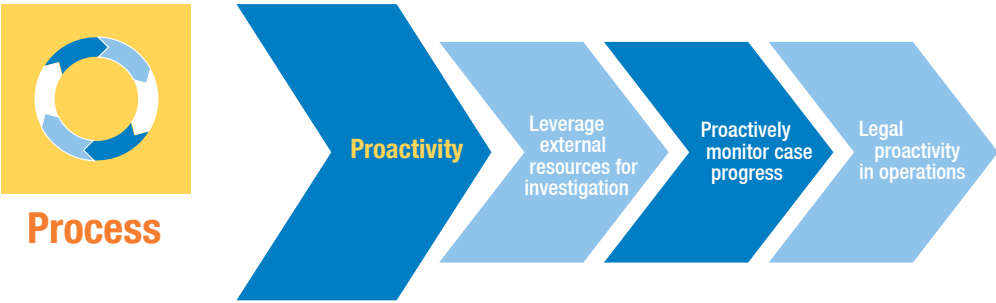 Process
Proactivity
Leverage
external
resources for
investigation
Proactively
monitor case
progress
Legal
proactivity
in operations